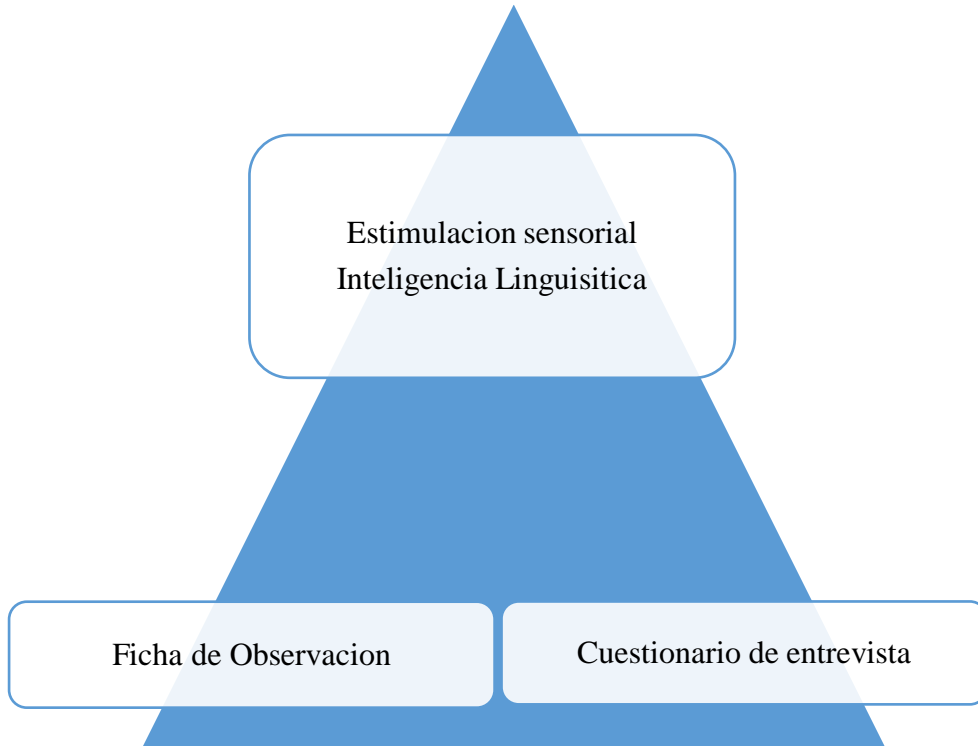 Estimulacion sensorial
Inteligencia Linguisitica
Ficha de Observacion
Cuestionario de entrevista